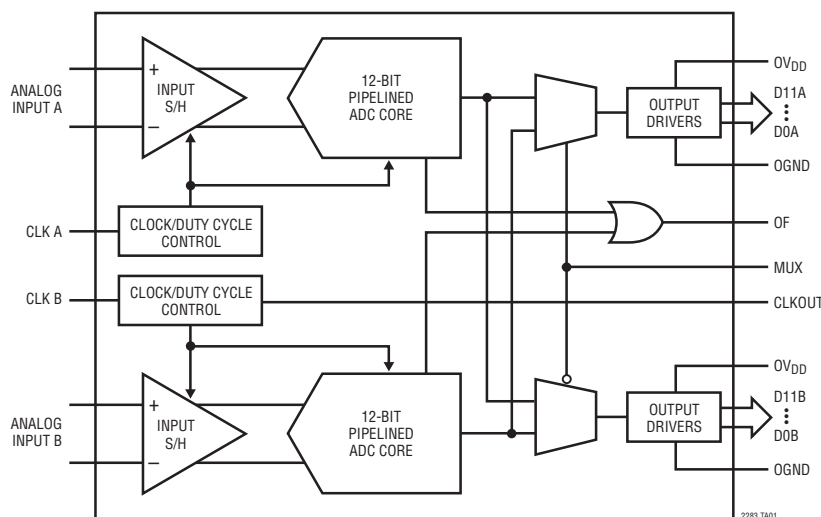 ANALOG
INPUT A
+
−
INPUT
S/H
12-BIT
PIPELINED
ADC CORE
OUTPUT
DRIVERS
OVDD
D11A
D0A
OGND
CLK A
CLOCK/DUTY CYCLE
CONTROL
OF
MUX
CLK B
CLOCK/DUTY CYCLE
CONTROL
CLKOUT
ANALOG
INPUT B
+
−
INPUT
S/H
12-BIT
PIPELINED
ADC CORE
OUTPUT
DRIVERS
OVDD
D11B
D0B
OGND
2283 TA01